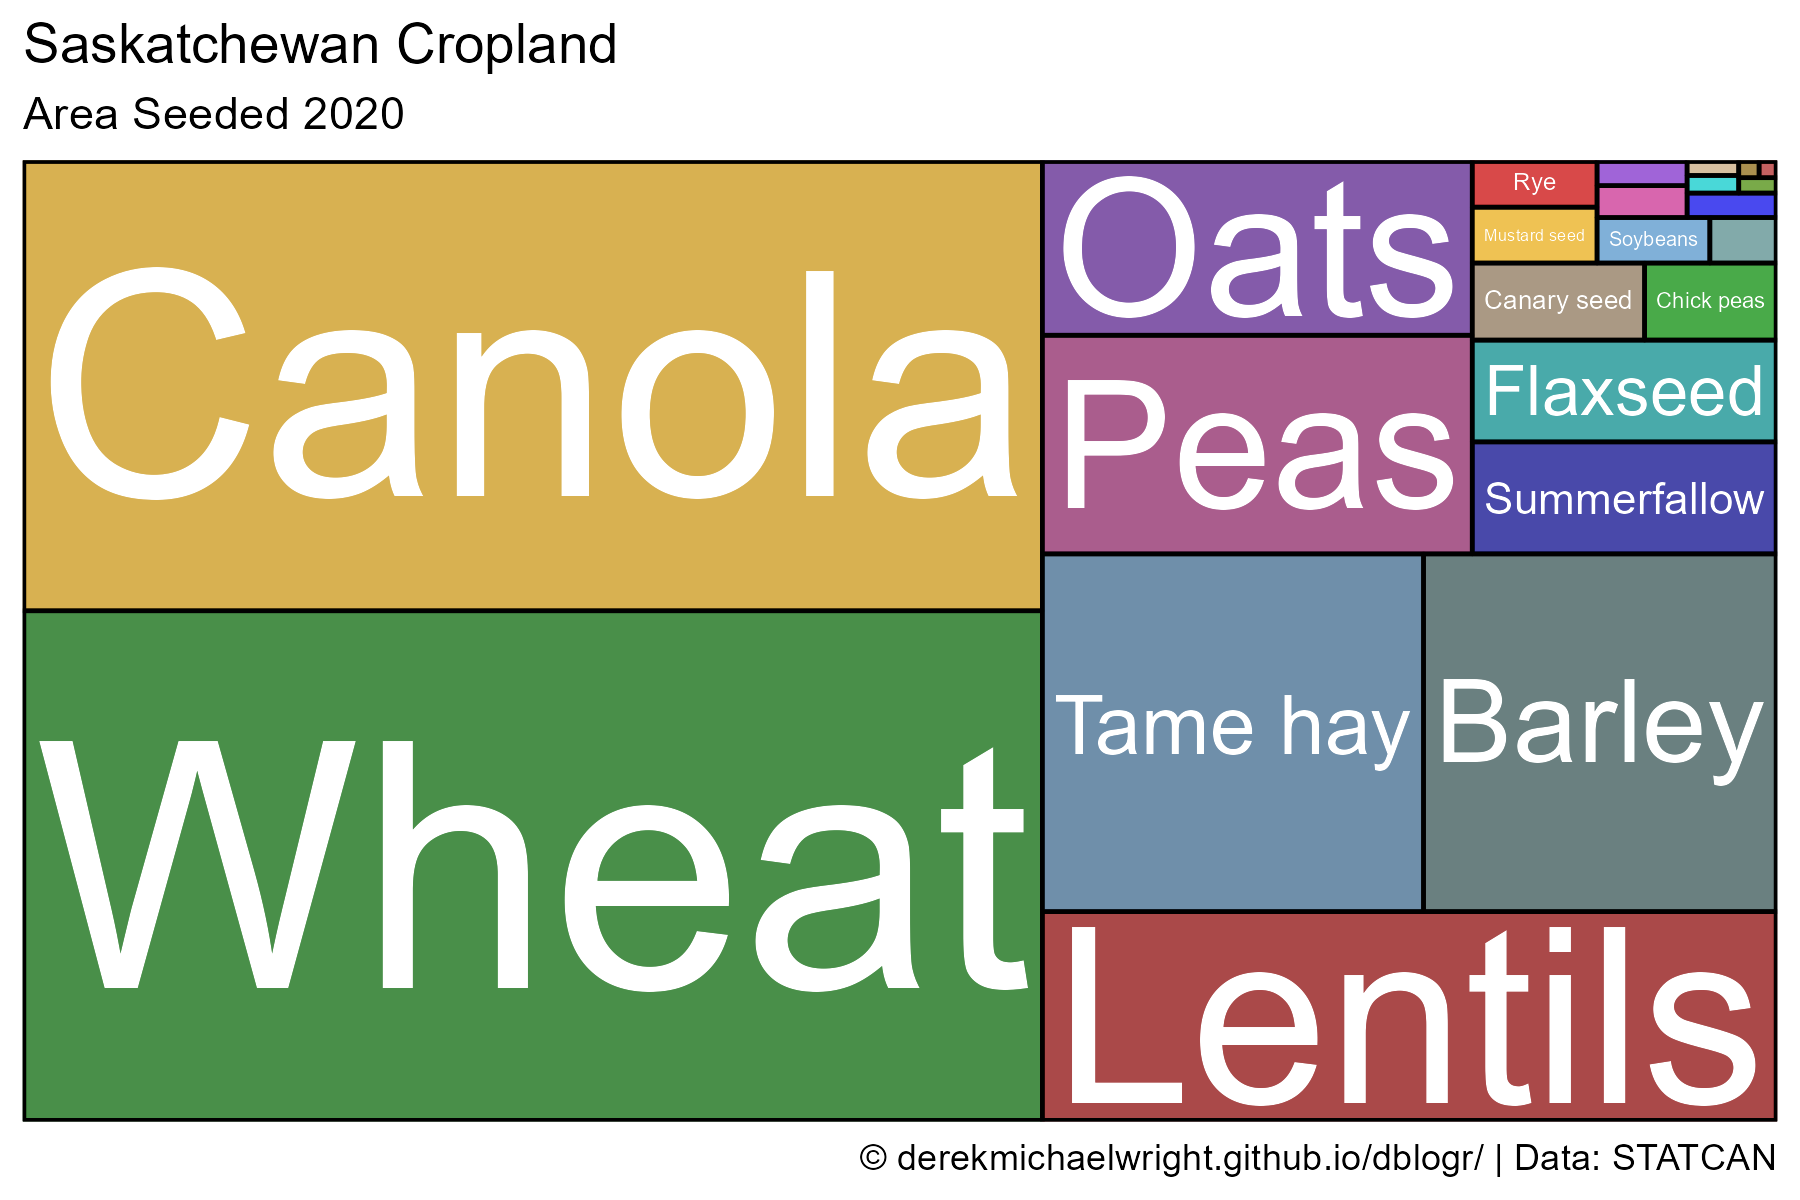 Saskatchewan Cropland
Area Seeded 2020
Canola
Wheat
Oats
Peas
Tame hay
Barley
Lentils
Rye
Mustard seed
Soybeans
Canary seed
Chick peas
Flaxseed
Summerfallow
© derekmichaelwright.github.io/dblogr/ | Data: STATCAN